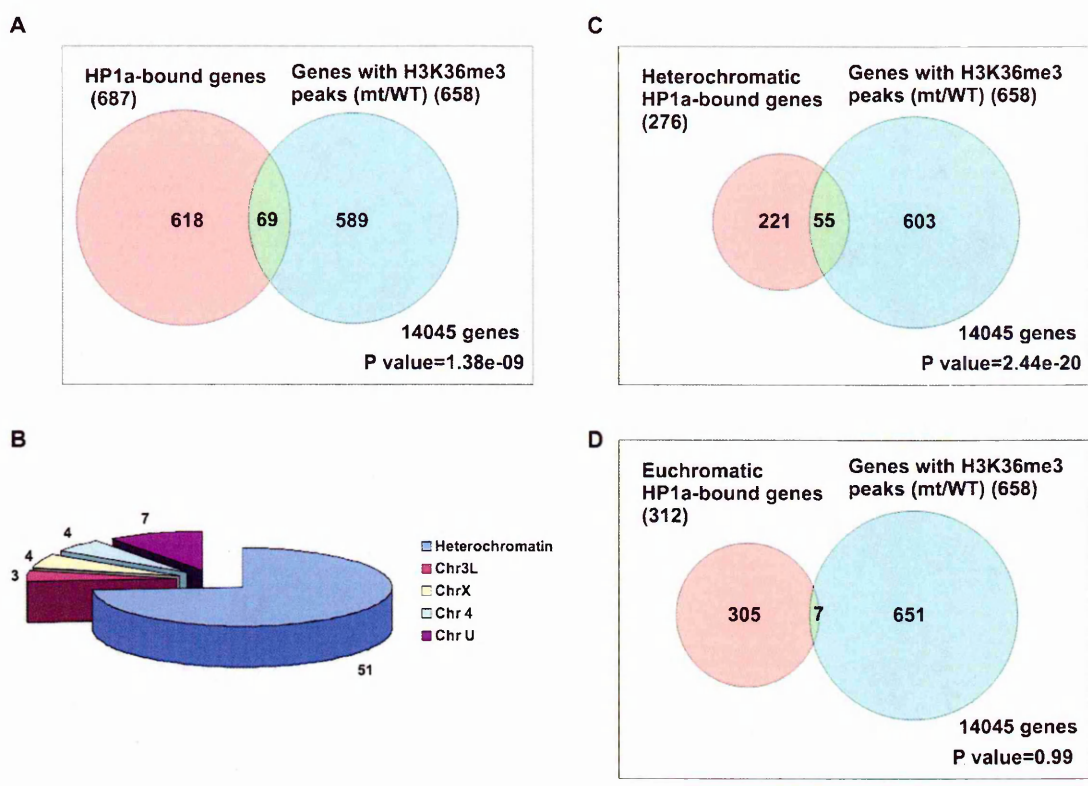 A
HP1a-bound genes
(687)
Genes with H3K36me3
peaks (mt/WT) (658)
618
69
589
14045 genes
P value=1.38e-09
B
3
4
4
7
51
Heterochromatin
Chr3L
ChrX
Chr 4
Chr U
C
Heterochromatic
HP1a-bound genes
(276)
Genes with H3K36me3
peaks (mt/WT) (658)
221
55
603
14045 genes
P value=2.44e-20
D
Euchromatic
HP1a-bound genes
(312)
Genes with H3K36me3
peaks (mt/WT) (658)
305
7
651
14045 genes
P value=0.99